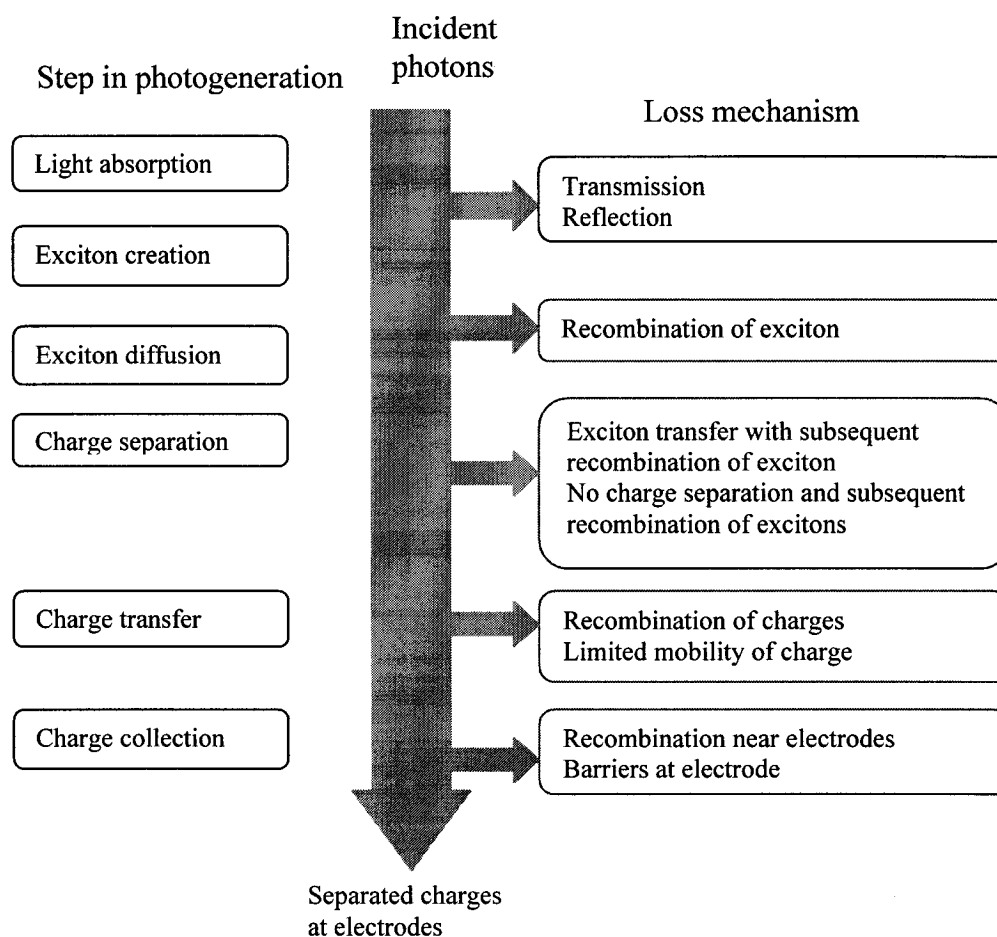 Incident
photons
Step in photogeneration
Loss mechanism
Light absorption
Transmission
Reflection
Exciton creation
Recombination of exciton
Exciton diffusion
Charge separation
Exciton transfer with subsequent
recombination of exciton
No charge separation and subsequent
recombination of excitons
Charge transfer
Recombination of charges
Limited mobility of charge
Charge collection
Recombination near electrodes
Barriers at electrode
Separated charges
at electrodes